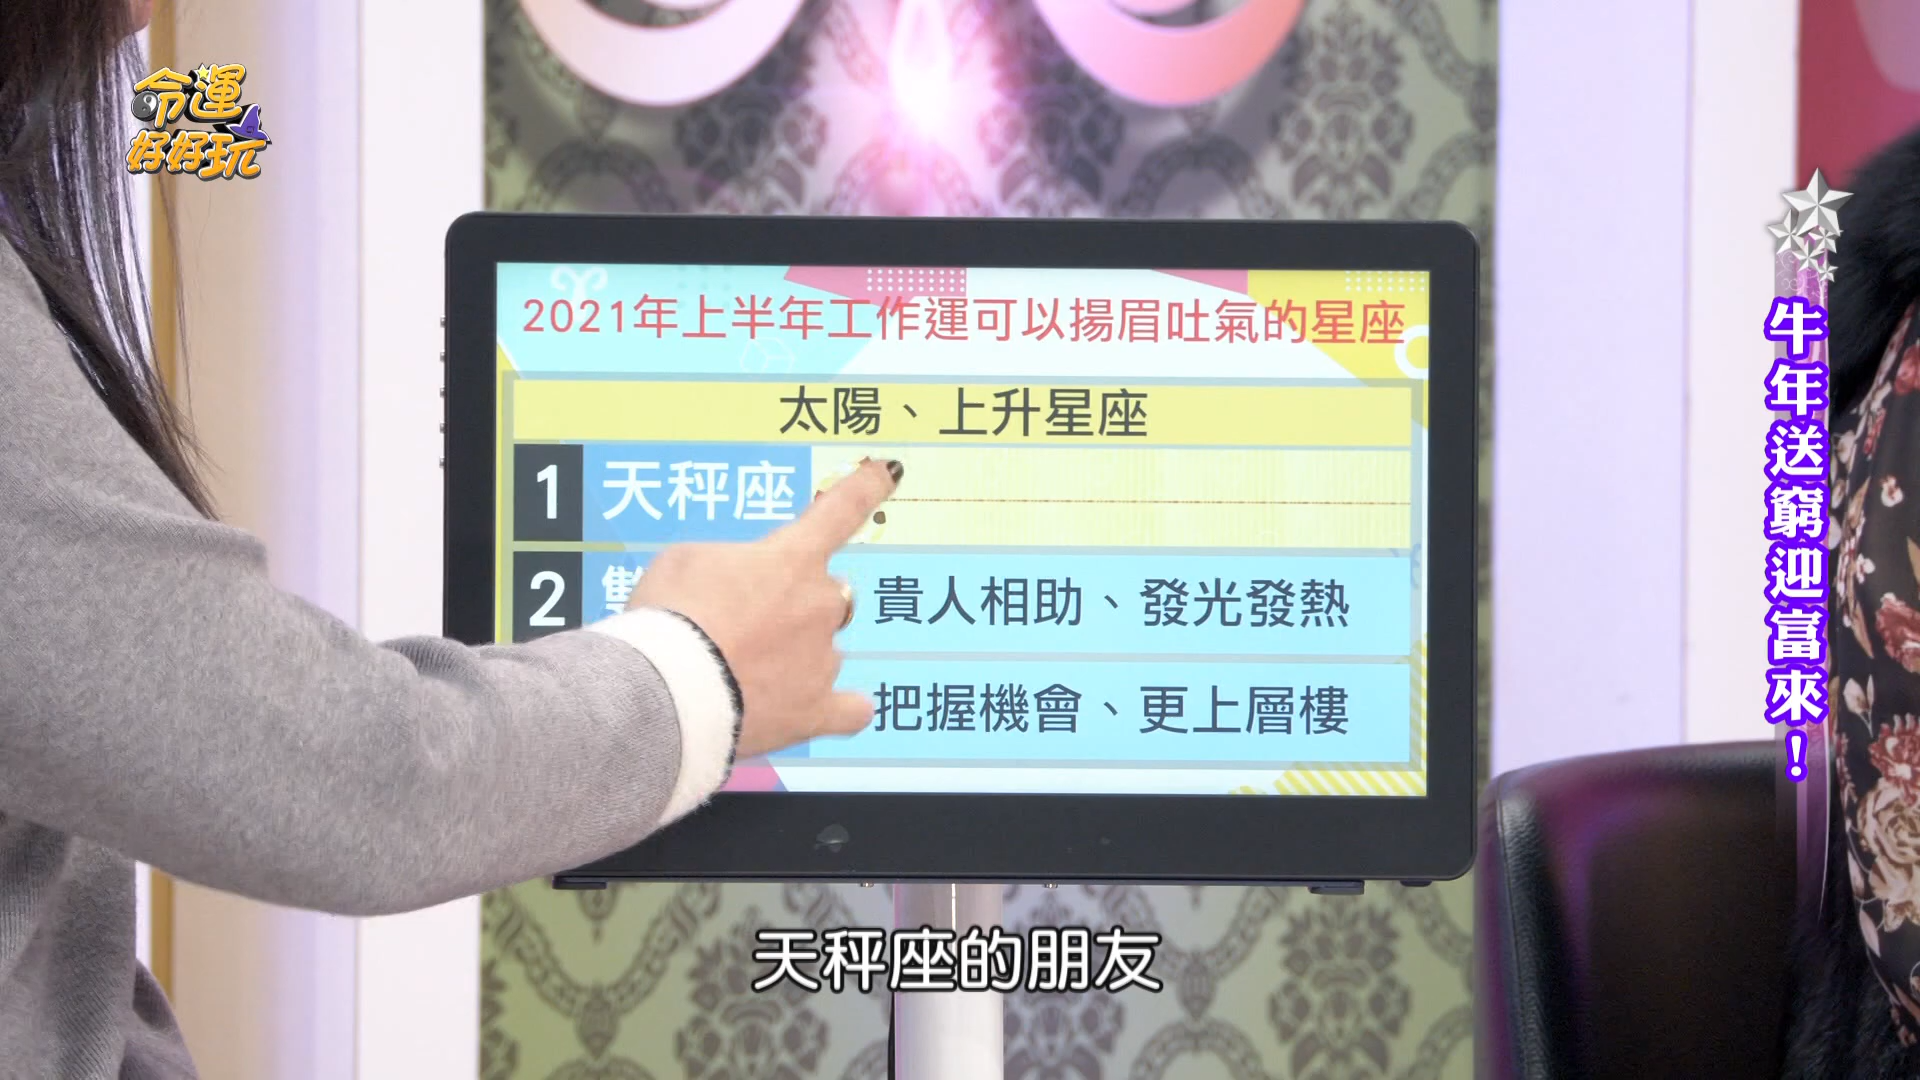 命運
好好玩
2021年上半年工作運可以揚眉吐氣的星座
太陽、上升星座
1 天秤座
2 雙
貴人相助、發光發熱
把握機會、更上層樓
牛年送窮迎富來！
天秤座的朋友